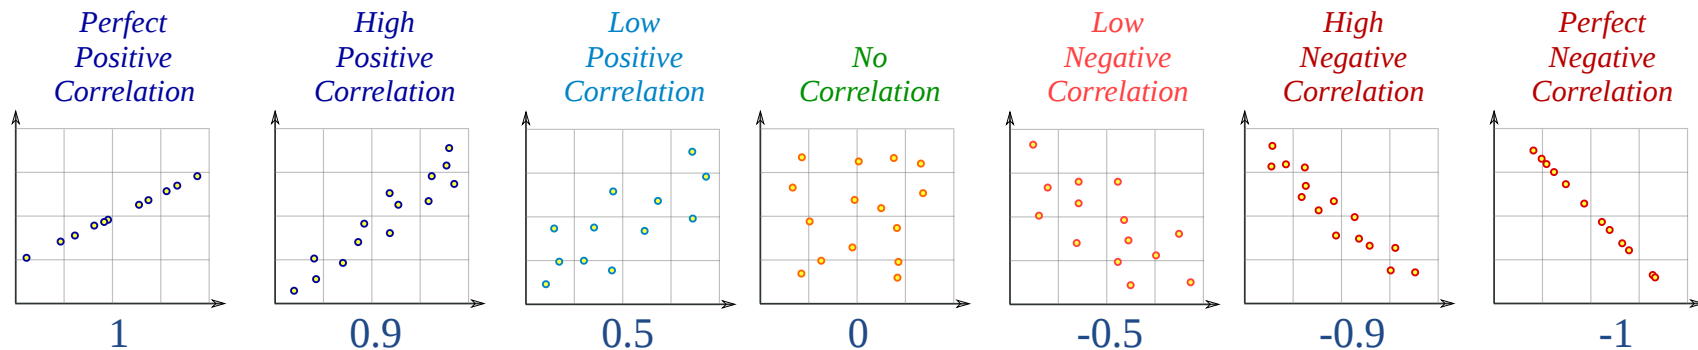 Perfect
Positive
Correlation
High
Positive
Correlation
Low
Positive
Correlation
No
Correlation
Low
Negative
Correlation
High
Negative
Correlation
Perfect
Negative
Correlation
1
0.9
0.5
0
-0.5
-0.9
-1